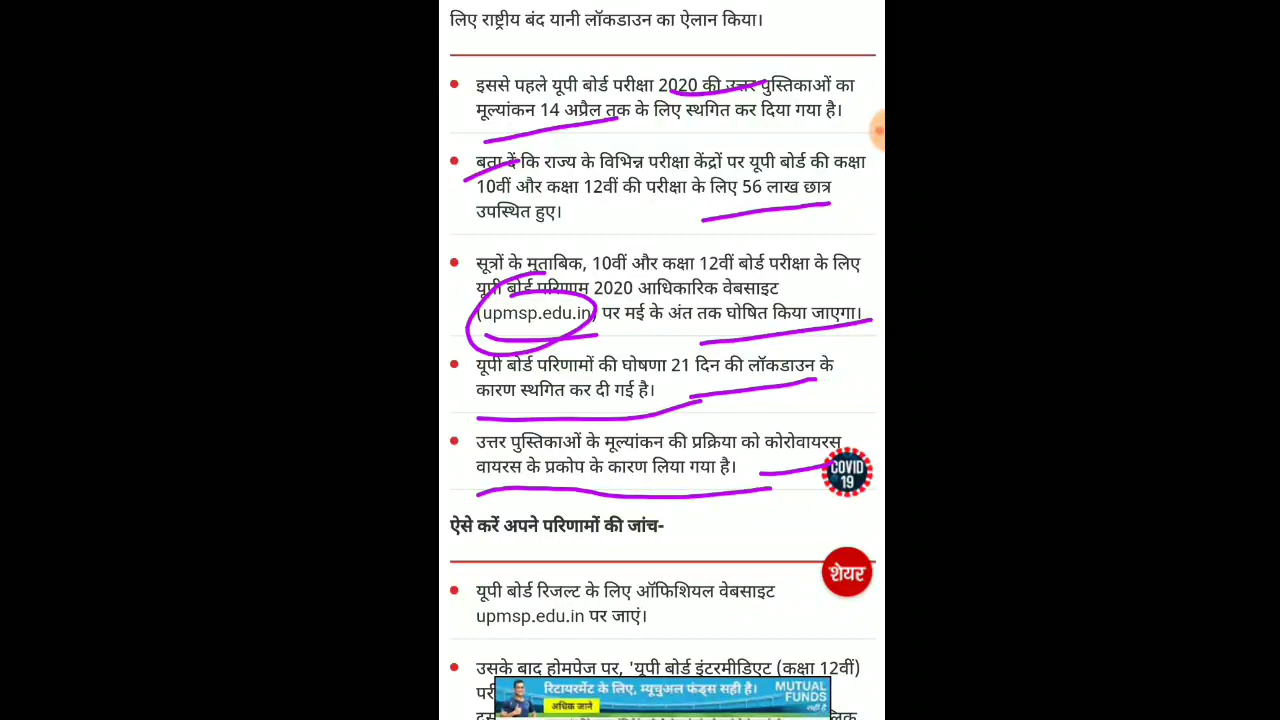 लिए राष्ट्रीय बंद यानी लॉकडाउन का ऐलान किया।
इससे पहले यूपी बोर्ड परीक्षा 2020 की उत्तर पुस्तिकाओं का
मूल्यांकन 14 अप्रैल तक के लिए स्थगित कर दिया गया है।
बता दें कि राज्य के विभिन्न परीक्षा केंद्रों पर यूपी बोर्ड की कक्षा
10वीं और कक्षा 12वीं की परीक्षा के लिए 56 लाख छात्र
उपस्थित हुए।
सूत्रों के मुताबिक, 10वीं और कक्षा 12वीं बोर्ड परीक्षा के लिए
यूपी बोर्ड परिणाम 2020 आधिकारिक वेबसाइट
(upmsp.edu.in) पर मई के अंत तक घोषित किया जाएगा।
यूपी बोर्ड परिणामों की घोषणा 21 दिन की लॉकडाउन के
कारण स्थगित कर दी गई है।
उत्तर पुस्तिकाओं के मूल्यांकन की प्रक्रिया को कोरोवायरस
वायरस के प्रकोप के कारण लिया गया है।
COVID
19
ऐसे करें अपने परिणामों की जांच-
शेयर
यूपी बोर्ड रिजल्ट के लिए ऑफिशियल वेबसाइट
upmsp.edu.in पर जाएं।
उसके बाद होमपेज पर, 'यूपी बोर्ड इंटरमीडिएट (कक्षा 12वीं)
रिटायरमेंट के लिए, म्यूचुअल फंड्स सही है।
अधिक जाने
MUTUAL
FUNDS
सही है